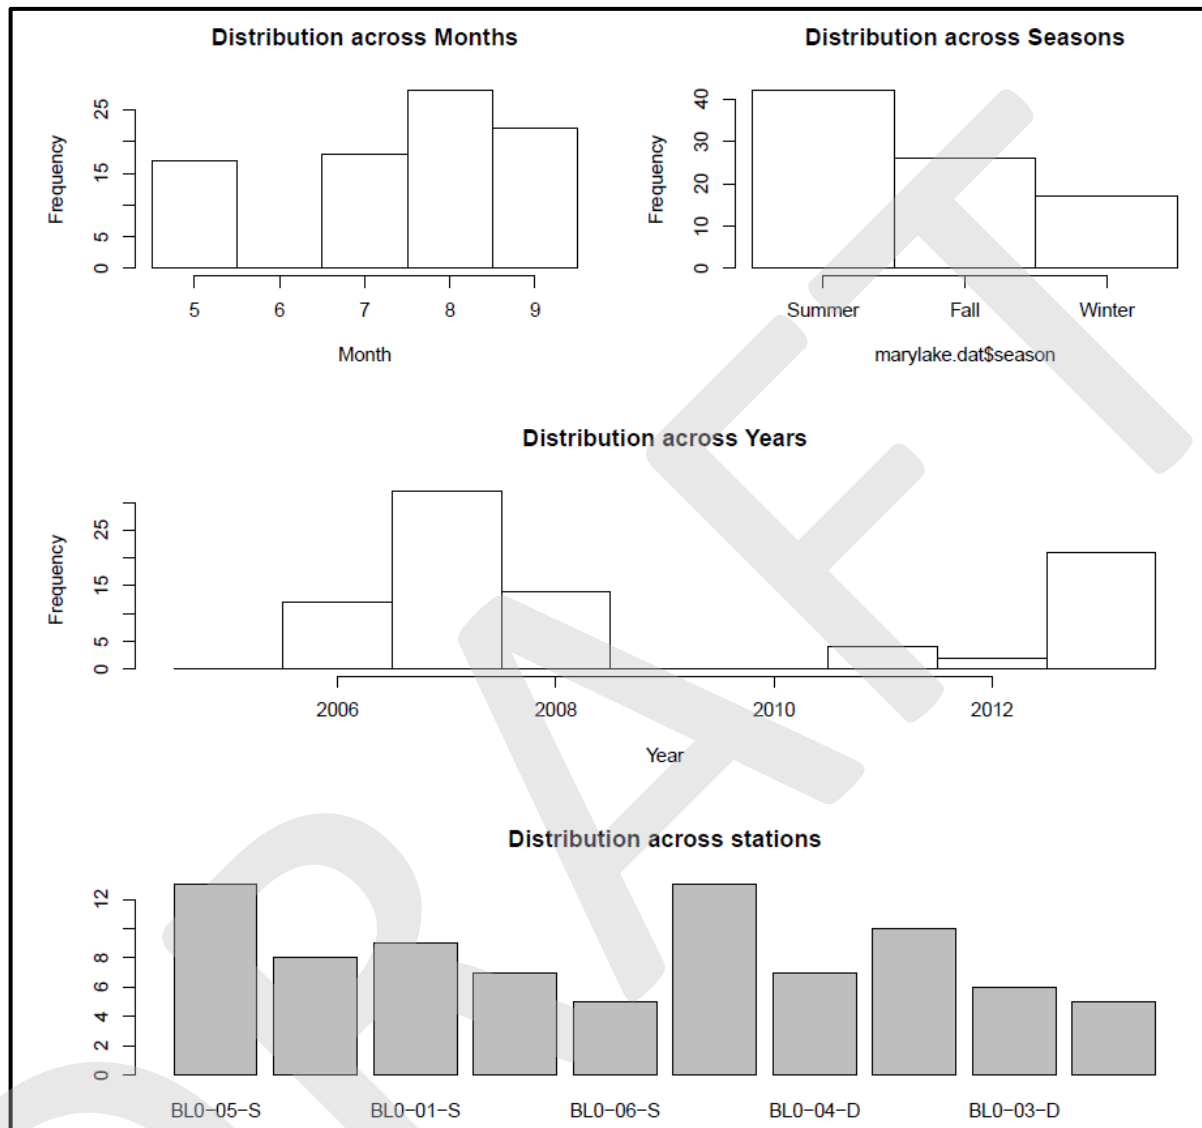 Distribution across Months
Distribution across Seasons
Frequency
0 5 15 25
5 6 7 8 9
Month
Frequency
0 10 20 30 40
Summer Fall Winter
marylake.dat$season
Distribution across Years
Frequency
0 5 15 25
2006 2008 2010 2012
Year
Distribution across stations
0 2 4 6 8 12
BL0-05-S BL0-01-S BL0-06-S BL0-04-D BL0-03-D
DRAFT